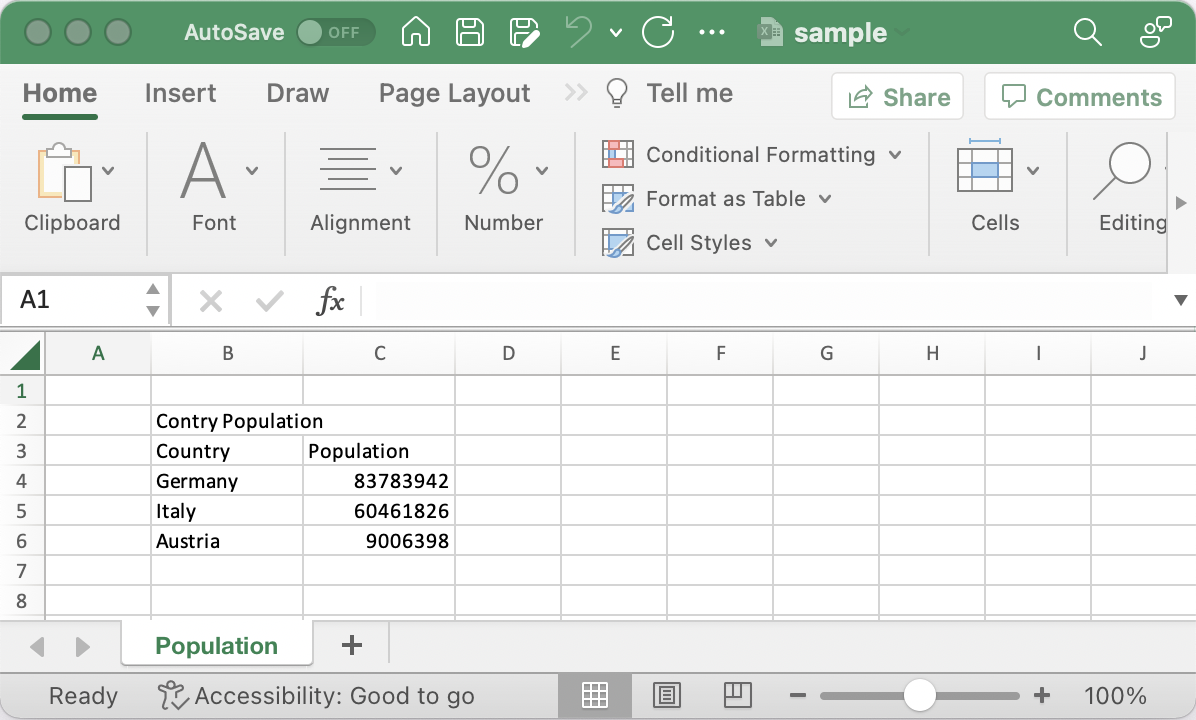 AutoSave OFF sample
Home Insert Draw Page Layout Tell me Share Comments
Conditional Formatting
Format as Table
Cell Styles
Clipboard Font Alignment Number Cells Editing
A1 fx
A B C D E F G H I J
1
2 Contry Population
3 Country Population
4 Germany 83783942
5 Italy 60461826
6 Austria 9006398
7
8
Population +
Ready Accessibility: Good to go 100%